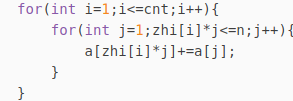 for(int i=1;i<=cnt;i++){
    for(int j=1;zhi[i]*j<=n;j++){
        a[zhi[i]*j]+=a[j];
    }
}